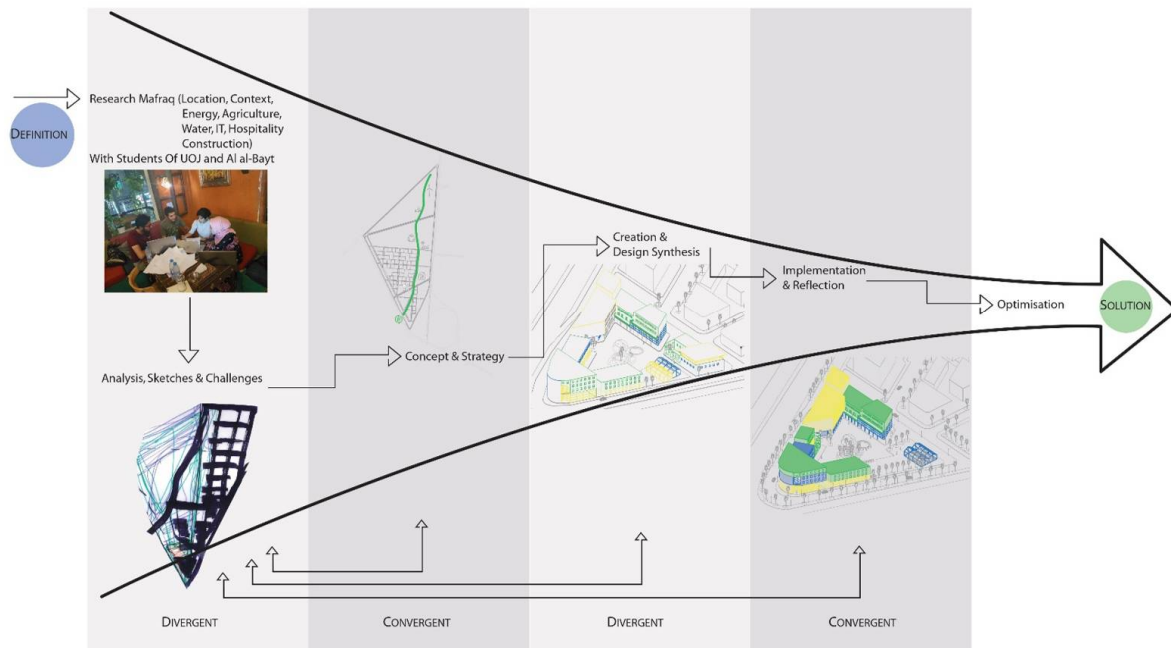 DEFINITION
Research Mafraq (Location, Context,
Energy, Agriculture,
Water, IT, Hospitality
Construction)
With Students Of UOJ and Al al-Bayt
Analysis, Sketches & Challenges
Concept & Strategy
Creation &
Design Synthesis
Implementation
& Reflection
Optimisation
SOLUTION
DIVERGENT
CONVERGENT
DIVERGENT
CONVERGENT